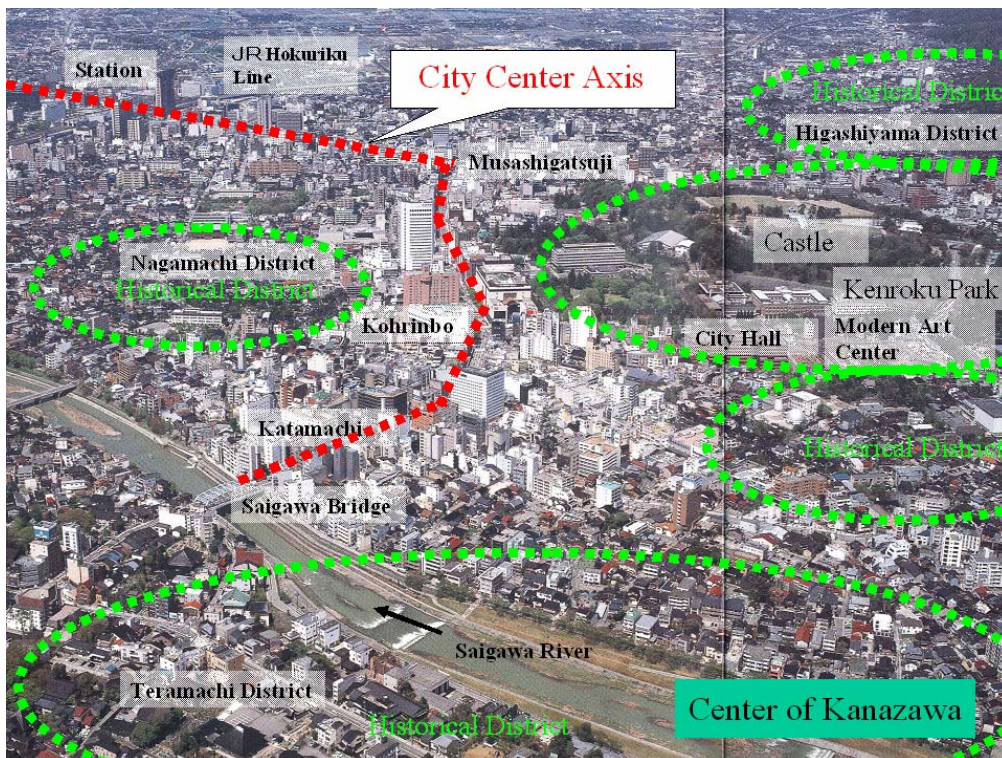 Station
JR Hokuriku
Line
City Center Axis
Historical District
Higashiyama District
Musashigatsuji
Castle
Nagamachi District
Historical District
Kenroku Park
Kohrinbo
City Hall
Modern Art
Center
Katamachi
Historical District
Saigawa Bridge
Saigawa River
Teramachi District
Historical District
Center of Kanazawa